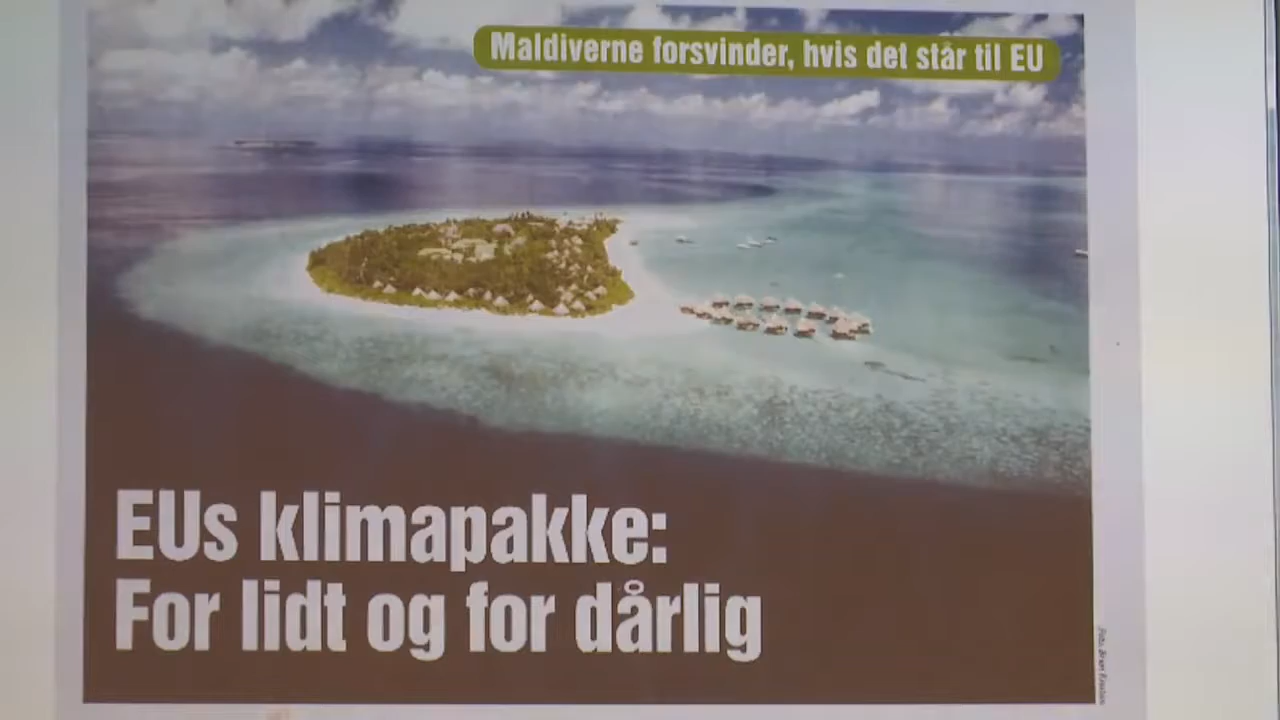 Maldiverne forsvinder, hvis det står til EU
EUs klimapakke:
For lidt og for dårlig